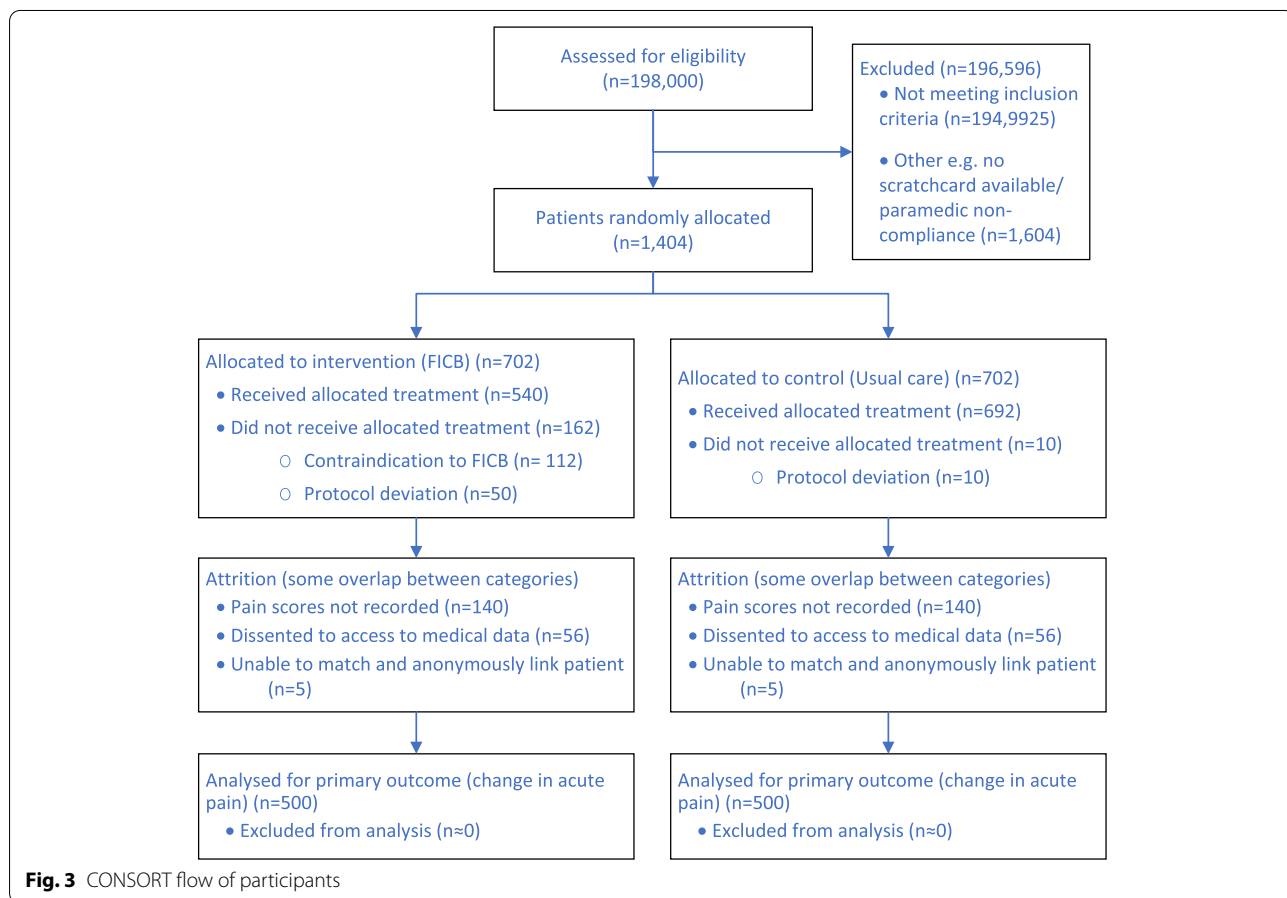 Assessed for eligibility
(n=198,000)
Excluded (n=196,596)
• Not meeting inclusion
criteria (n=194,9925)
• Other e.g. no
scratchcard available/
paramedic non-
compliance (n=1,604)
Patients randomly allocated
(n=1,404)
Allocated to intervention (FICB) (n=702)
• Received allocated treatment (n=540)
• Did not receive allocated treatment (n=162)
○ Contraindication to FICB (n= 112)
○ Protocol deviation (n=50)
Allocated to control (Usual care) (n=702)
• Received allocated treatment (n=692)
• Did not receive allocated treatment (n=10)
○ Protocol deviation (n=10)
Attrition (some overlap between categories)
• Pain scores not recorded (n=140)
• Dissented to access to medical data (n=56)
• Unable to match and anonymously link patient
(n=5)
Attrition (some overlap between categories)
• Pain scores not recorded (n=140)
• Dissented to access to medical data (n=56)
• Unable to match and anonymously link patient
(n=5)
Analysed for primary outcome (change in acute
pain) (n=500)
• Excluded from analysis (n≈0)
Analysed for primary outcome (change in acute
pain) (n=500)
• Excluded from analysis (n≈0)
Fig. 3 CONSORT flow of participants